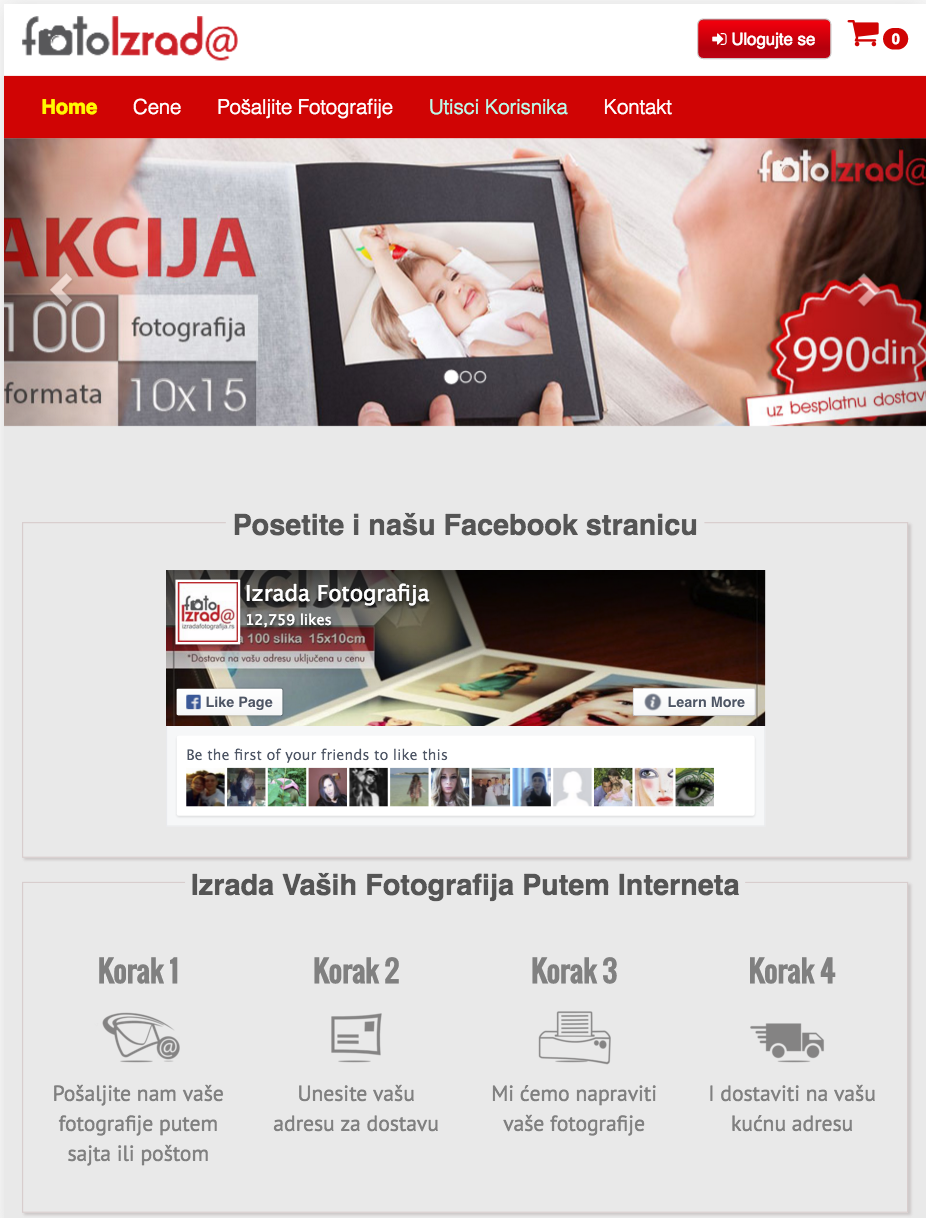 fotoIzrad@
Ulogujte se
0
Home Cene Pošaljite Fotografije Utisci Korisnika Kontakt
fotoIzrad@
AKCIJA
100 fotografija
formata 10x15
990din
uz besplatnu dostav
Posetite i našu Facebook stranicu
AKCIJA
fotoIzrad@
izradafotografija.rs
Izrada Fotografija
12,759 likes
100 slika 15x10cm
*Dostava na vašu adresu uključena u cenu
Like Page
Learn More
Be the first of your friends to like this
Izrada Vaših Fotografija Putem Interneta
Korak 1
Pošaljite nam vaše
fotografije putem
sajta ili poštom
Korak 2
Unesite vašu
adresu za dostavu
Korak 3
Mi ćemo napraviti
vaše fotografije
Korak 4
I dostaviti na vašu
kućnu adresu